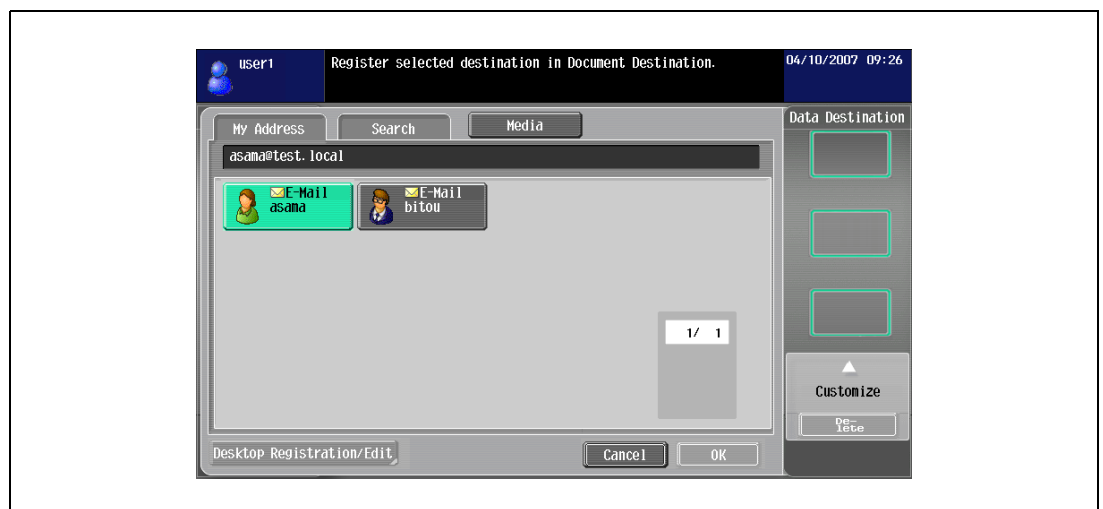 user1
Register selected destination in Document Destination.
04/10/2007 09:26
My Address
Search
Media
Data Destination
asama@test.local
E-Mail
asama
E-Mail
bitou
1/ 1
Customize
De-
lete
Desktop Registration/Edit
Cancel
OK